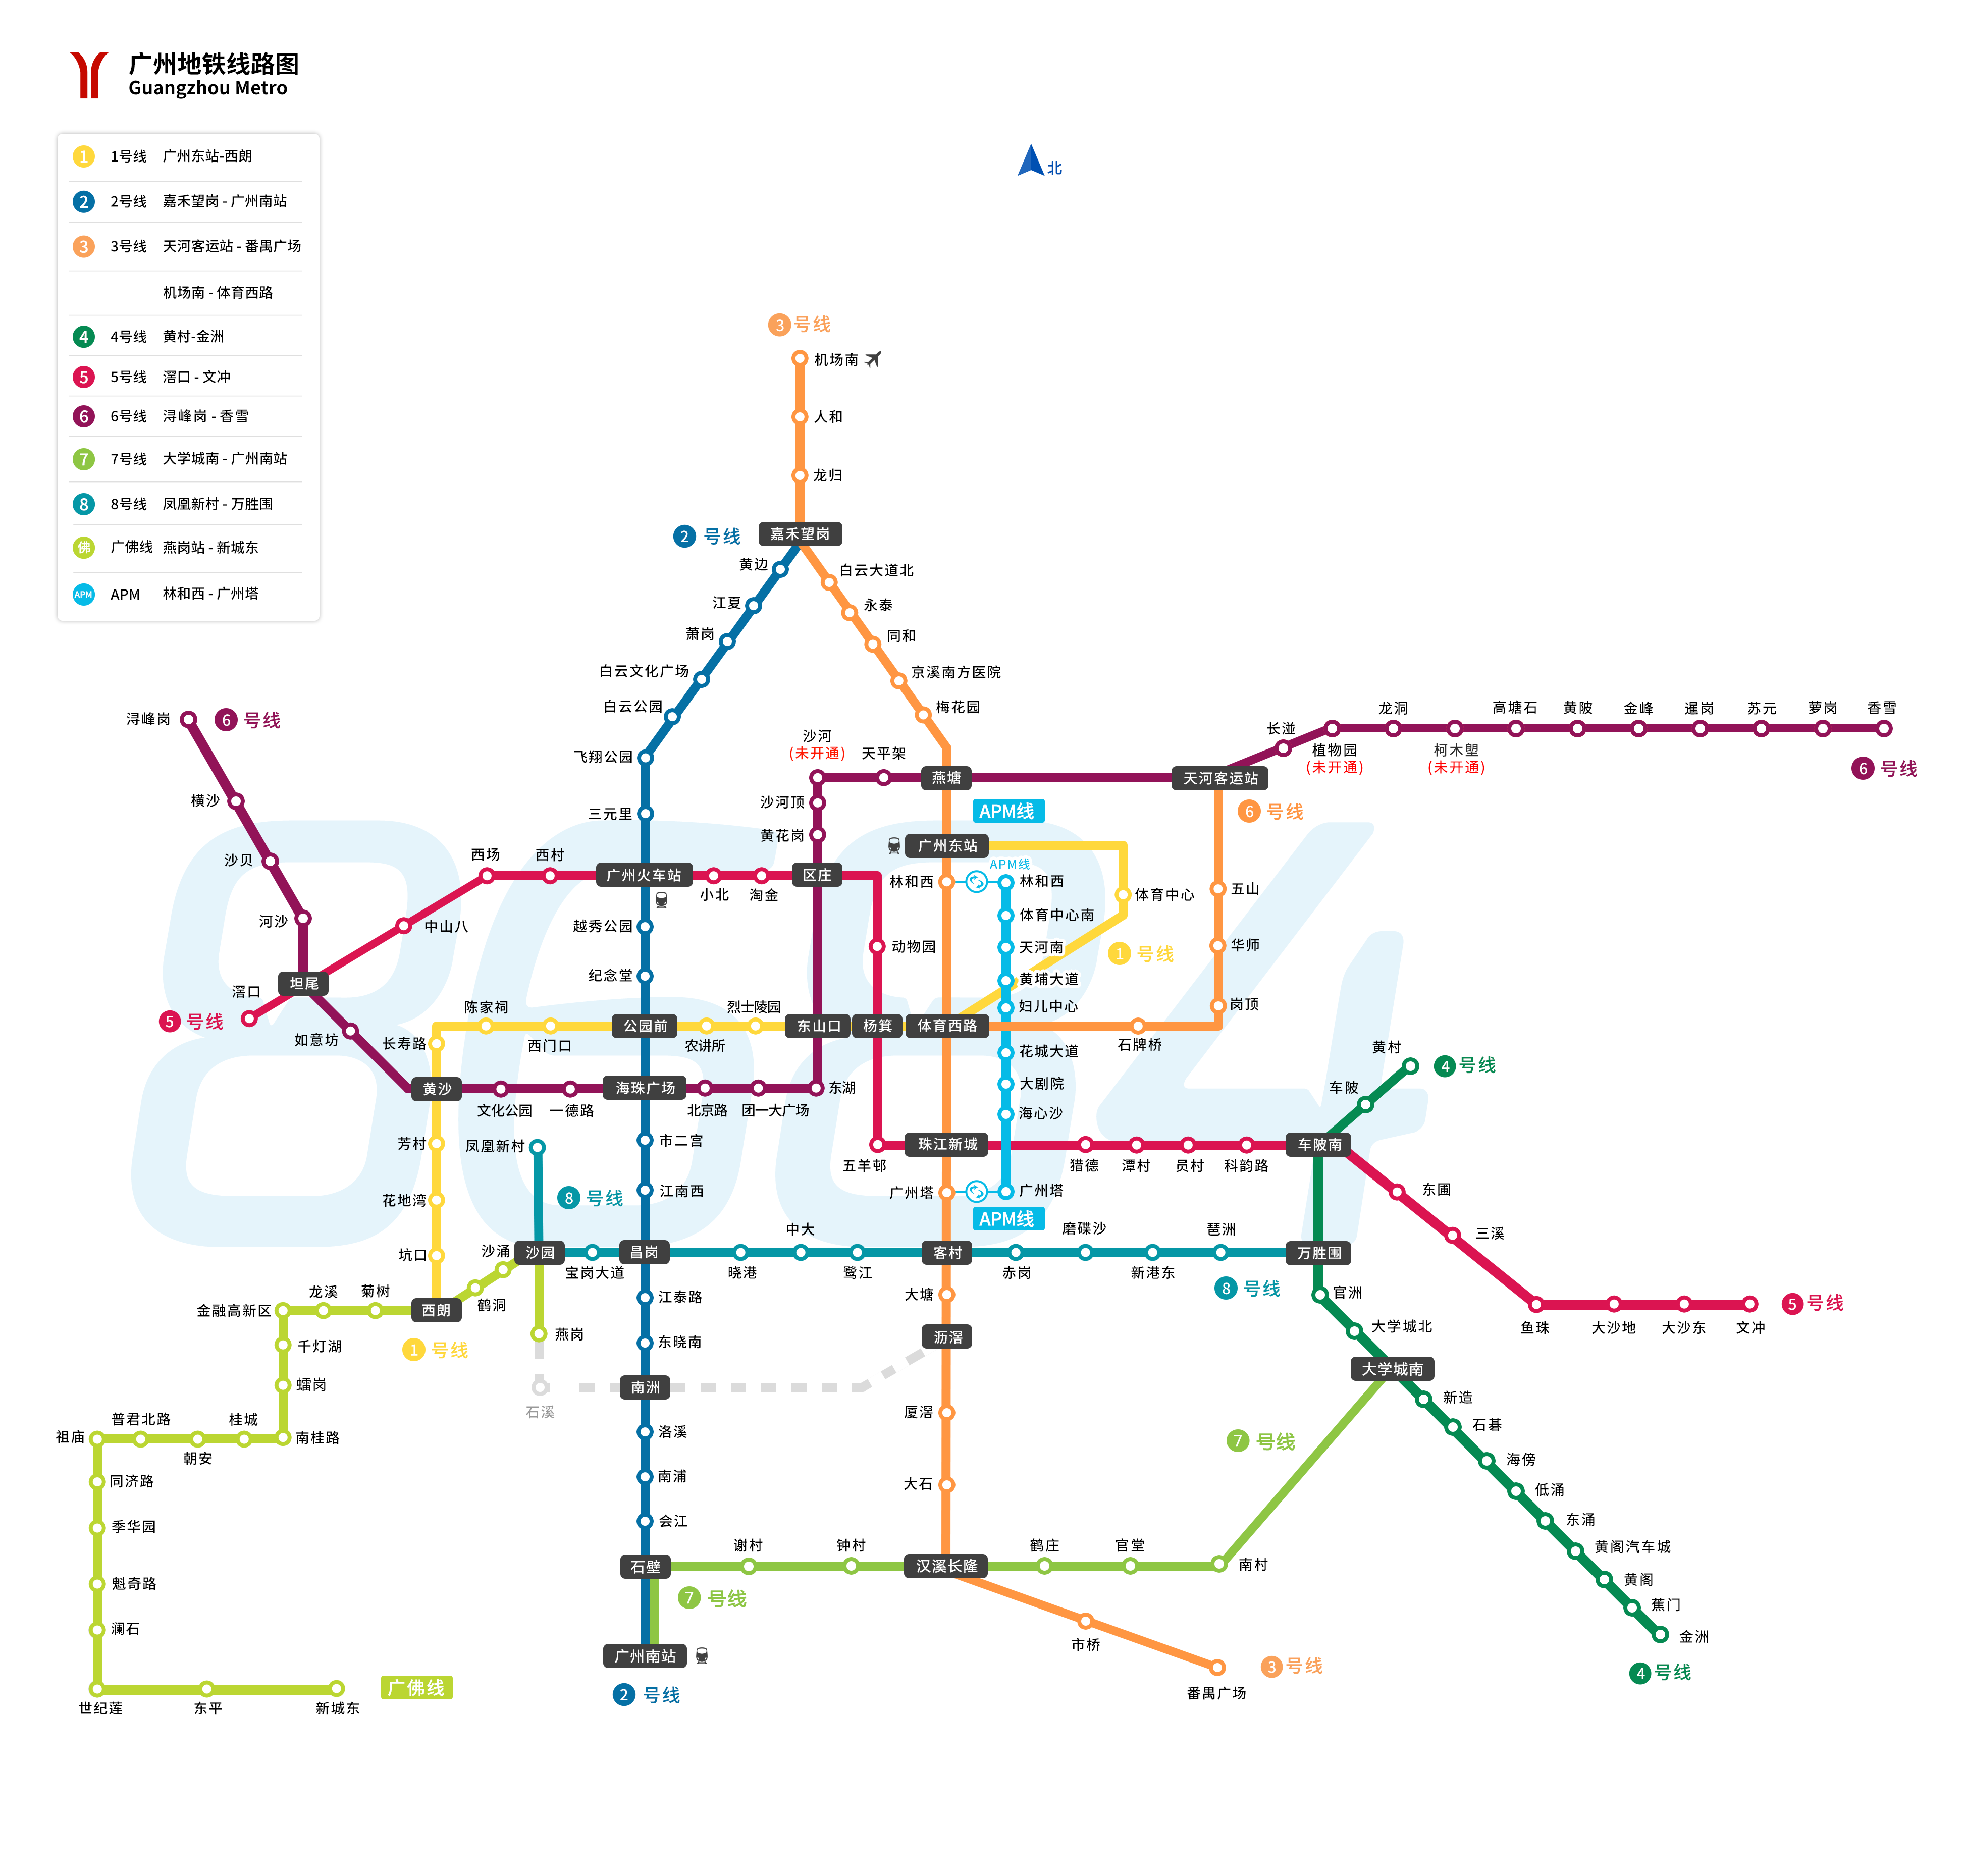 广州地铁线路图
Guangzhou Metro
1 1号线 广州东站-西朗
2 2号线 嘉禾望岗 - 广州南站
3 3号线 天河客运站 - 番禺广场
机场南 - 体育西路
4 4号线 黄村-金洲
5 5号线 滘口 - 文冲
6 6号线 浔峰岗 - 香雪
7 7号线 大学城南 - 广州南站
8 8号线 凤凰新村 - 万胜围
佛 广佛线 燕岗站 - 新城东
APM APM 林和西 - 广州塔
北
3 号线
机场南
人和
龙归
嘉禾望岗
2 号线
黄边
江夏
萧岗
白云文化广场
白云公园
飞翔公园
三元里
白云大道北
永泰
同和
京溪南方医院
梅花园
浔峰岗
6 号线
横沙
沙贝
河沙
坦尾
滘口
5 号线
如意坊
中山八
西场
西村
广州火车站
小北
淘金
区庄
沙河
(未开通)
天平架
沙河顶
黄花岗
燕塘
天河客运站
长湴
植物园
(未开通)
龙洞
柯木塱
(未开通)
高塘石
黄陂
金峰
暹岗
苏元
萝岗
香雪
6 号线
6 号线
APM线
广州东站
APM线
林和西
林和西
体育中心
体育中心南
天河南
1 号线
黄埔大道
妇儿中心
花城大道
大剧院
海心沙
五山
华师
岗顶
石牌桥
动物园
越秀公园
纪念堂
陈家祠
西门口
长寿路
公园前
农讲所
烈士陵园
东山口
杨箕
体育西路
黄沙
文化公园
一德路
海珠广场
北京路
团一大广场
东湖
芳村
花地湾
坑口
凤凰新村
8 号线
市二宫
江南西
五羊邨
珠江新城
猎德
潭村
员村
科韵路
车陂南
车陂
黄村
4 号线
广州塔
广州塔
APM线
东圃
三溪
鱼珠
大沙地
大沙东
文冲
5 号线
沙涌
沙园
宝岗大道
昌岗
晓港
中大
鹭江
客村
赤岗
磨碟沙
新港东
琶洲
万胜围
8 号线
官洲
大学城北
大学城南
新造
石碁
海傍
低涌
东涌
黄阁汽车城
黄阁
蕉门
金洲
4 号线
金融高新区
龙溪
菊树
西朗
鹤洞
1 号线
燕岗
石溪
千灯湖
蠕岗
南桂路
桂城
朝安
普君北路
祖庙
同济路
季华园
魁奇路
澜石
世纪莲
东平
新城东
广佛线
江泰路
东晓南
南洲
洛溪
南浦
会江
石壁
7 号线
广州南站
2 号线
大塘
沥滘
厦滘
大石
谢村
钟村
汉溪长隆
鹤庄
官堂
南村
7 号线
市桥
番禺广场
3 号线
8684